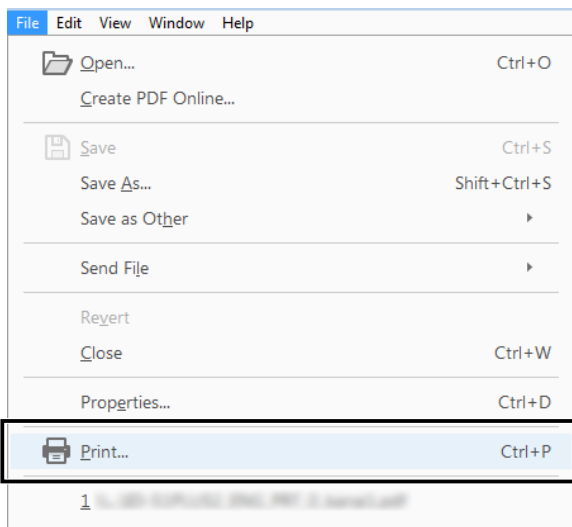 File Edit View Window Help
Open... Ctrl+O
Create PDF Online...
Save Ctrl+S
Save As... Shift+Ctrl+S
Save as Other
Send File
Revert
Close Ctrl+W
Properties... Ctrl+D
Print... Ctrl+P
1